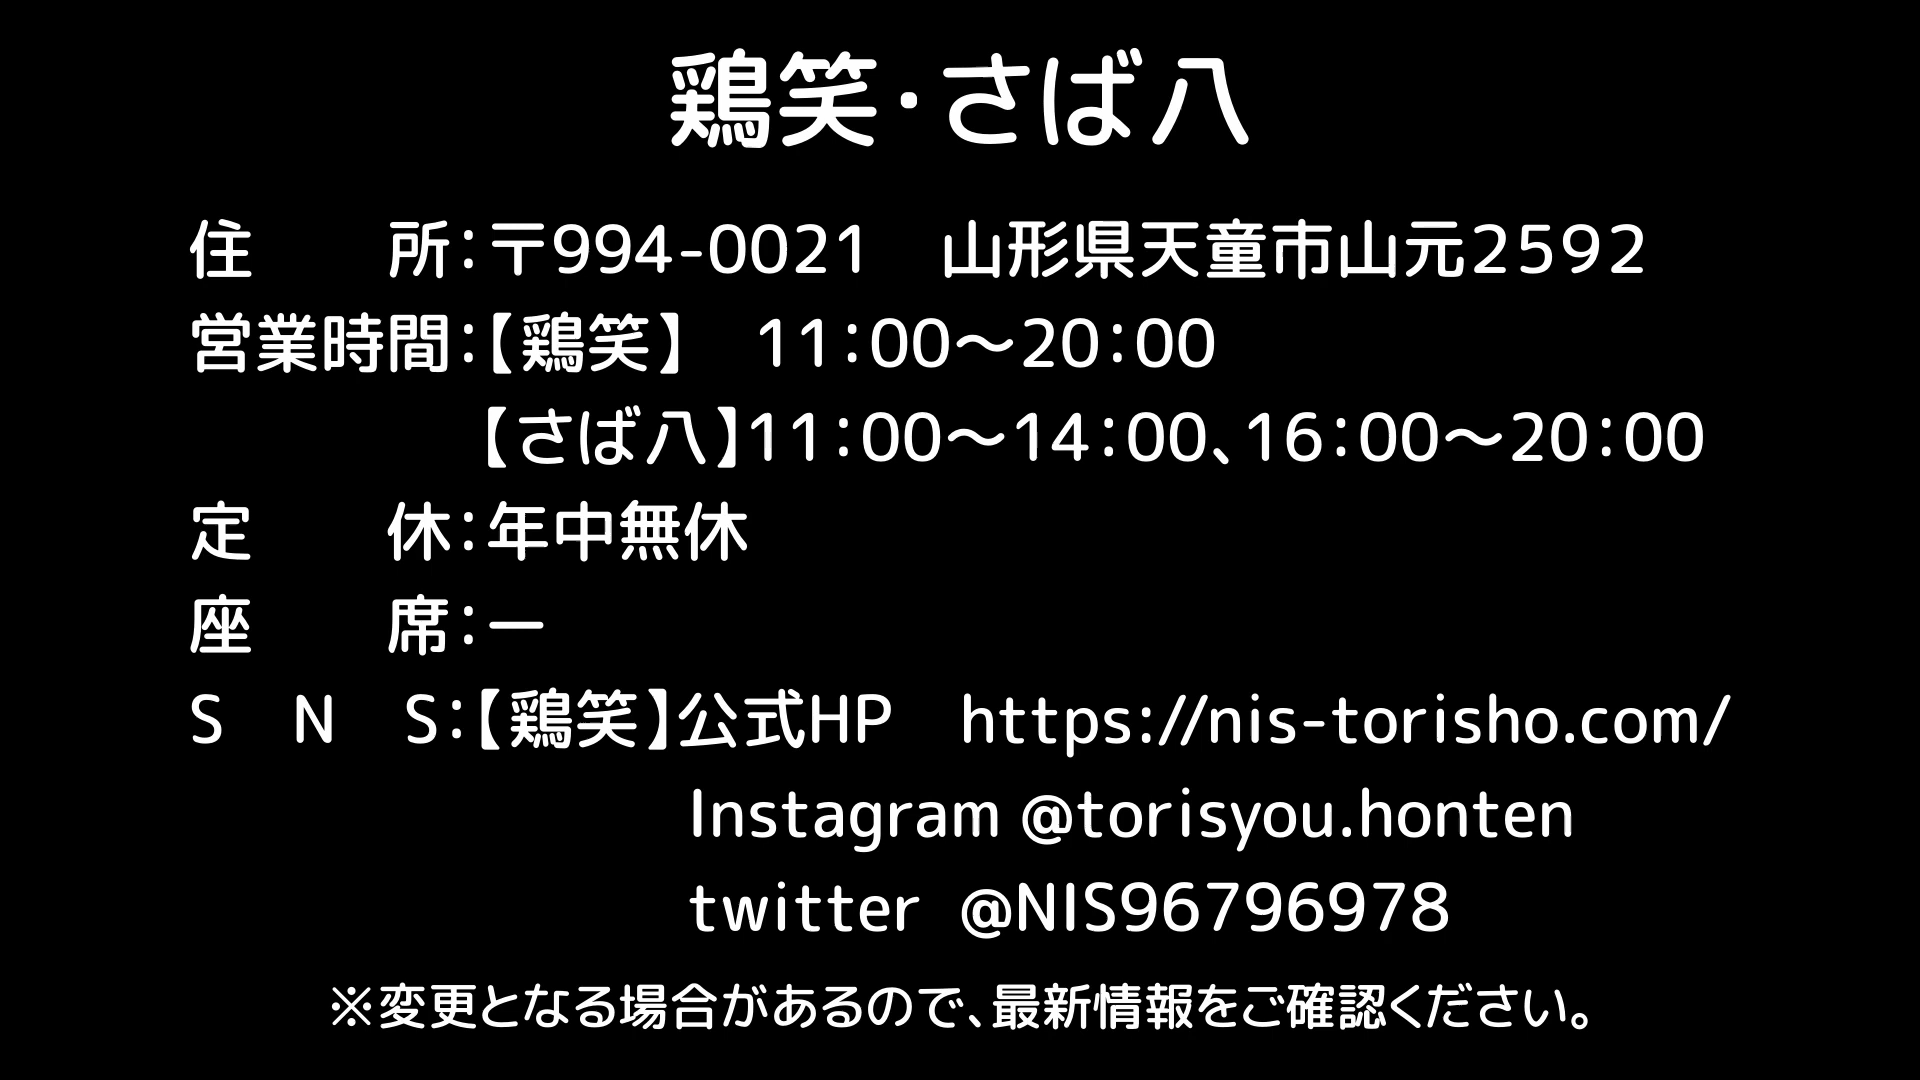 鶏笑・さば八
住　　所：〒994-0021　山形県天童市山元2592
営業時間：【鶏笑】　11：00～20：00
【さば八】11：00～14：00、16：00～20：00
定　　休：年中無休
座　　席：ー
S　N　S：【鶏笑】公式HP　https://nis-torisho.com/
Instagram @torisyou.honten
twitter @NIS96796978
※変更となる場合があるので、最新情報をご確認ください。